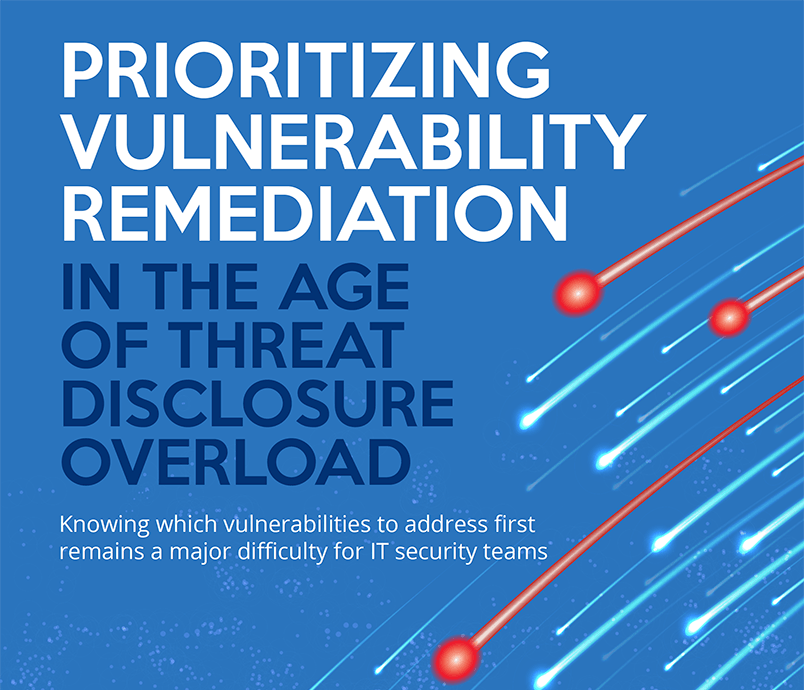 PRIORITIZING
VULNERABILITY
REMEDIATION
IN THE AGE
OF THREAT
DISCLOSURE
OVERLOAD
Knowing which vulnerabilities to address first
remains a major difficulty for IT security teams